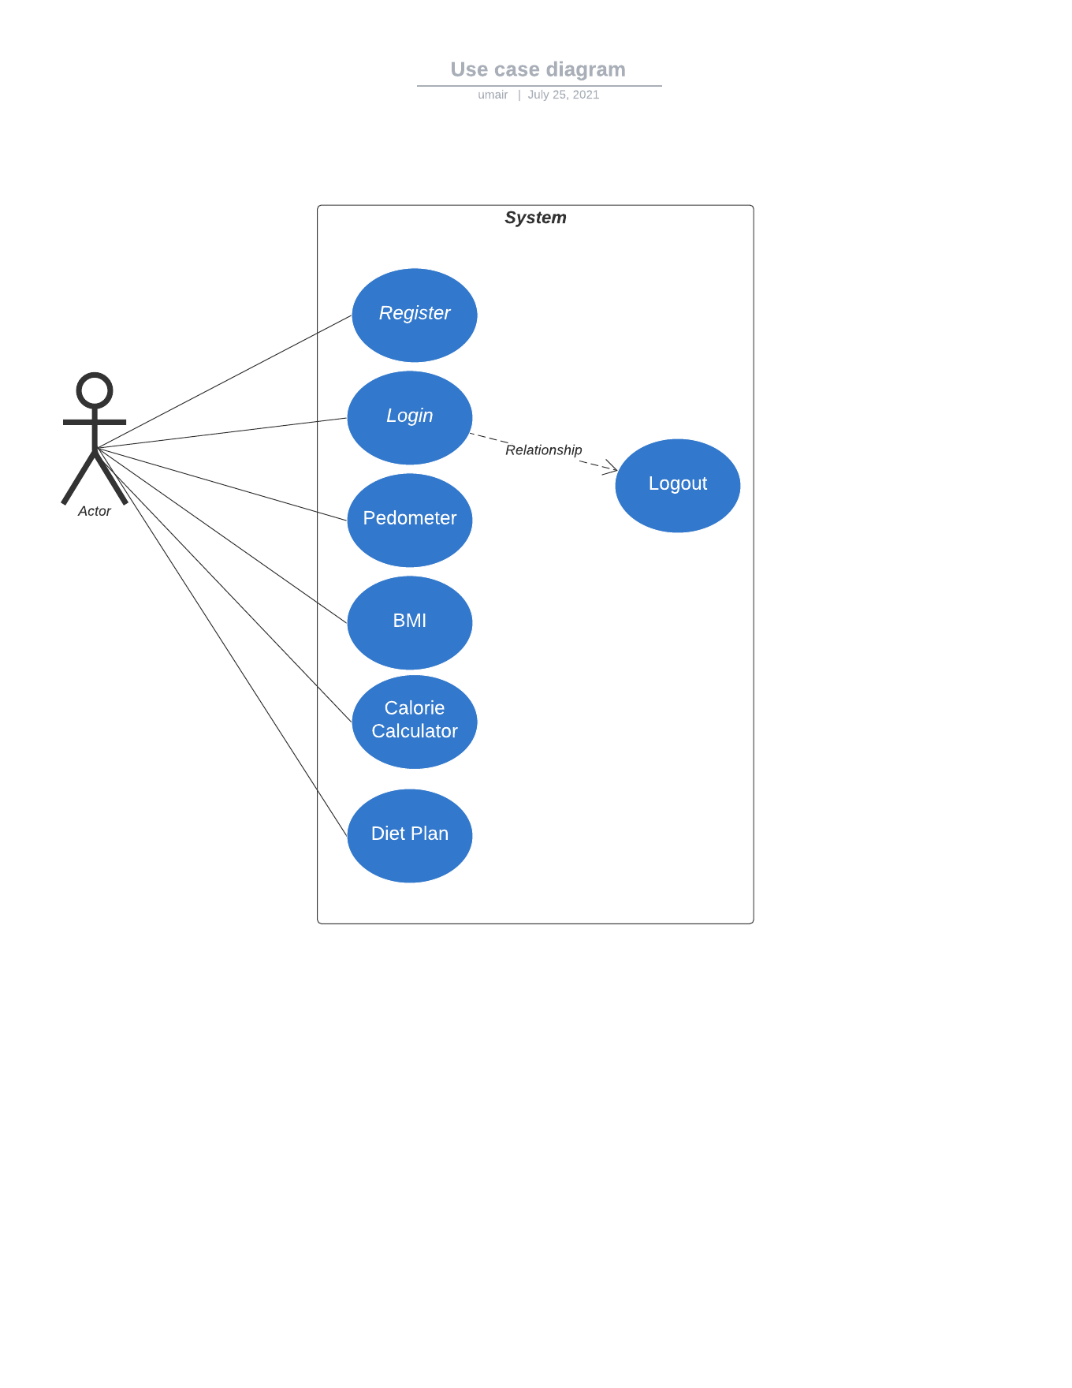 Use case diagram
umair | July 25, 2021
System
Register
Login
Relationship
Logout
Actor
Pedometer
BMI
Calorie
Calculator
Diet Plan